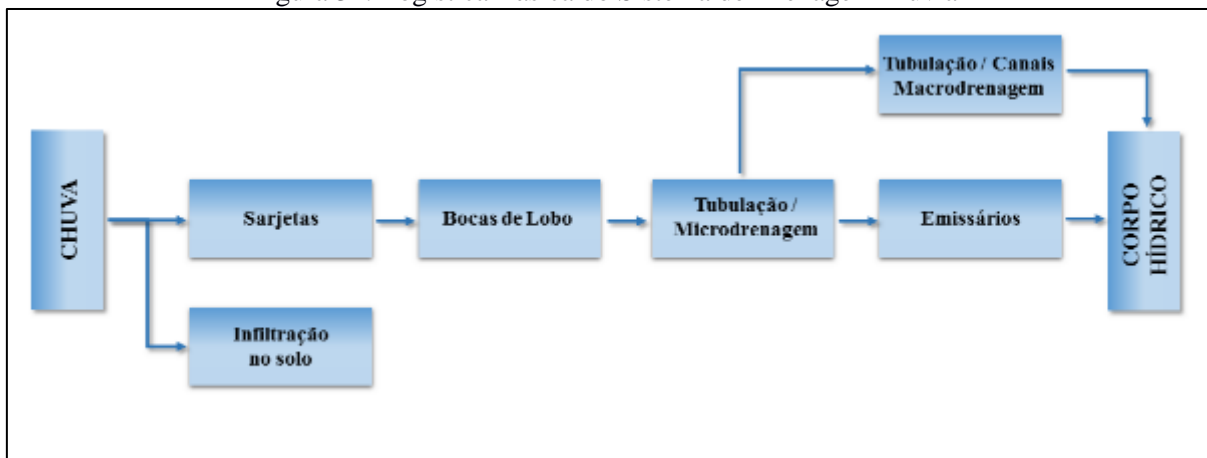 Tubulação / Canais
Macrodrenagem
CHUVA
Sarjetas
Bocas de Lobo
Tubulação /
Microdrenagem
Emissários
CORPO
HÍDRICO
Infiltração
no solo